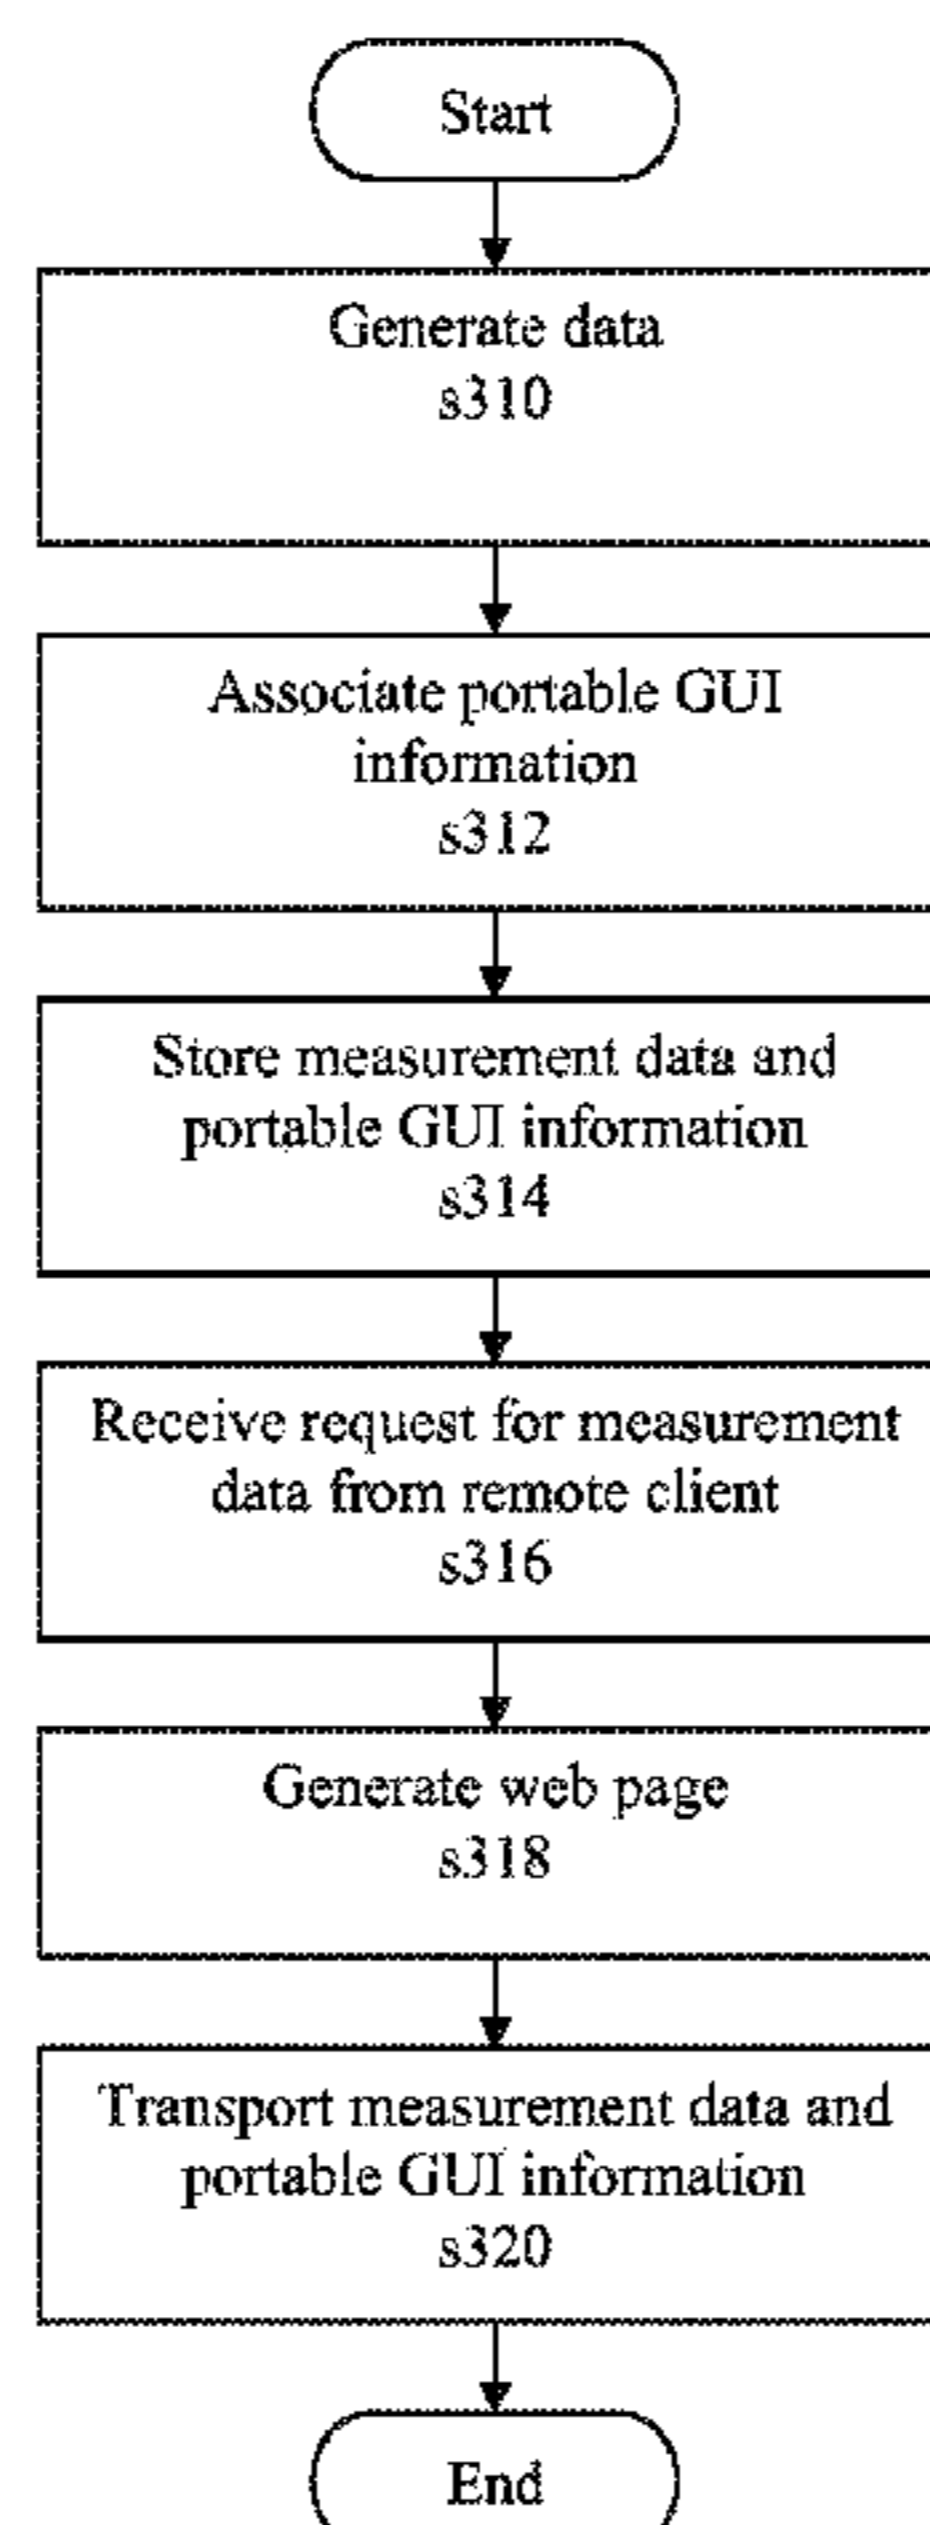 Start
Generate data
s310
Associate portable GUI
information
s312
Store measurement data and
portable GUI information
s314
Receive request for measurement
data from remote client
s316
Generate web page
s318
Transport measurement data and
portable GUI information
s320
End